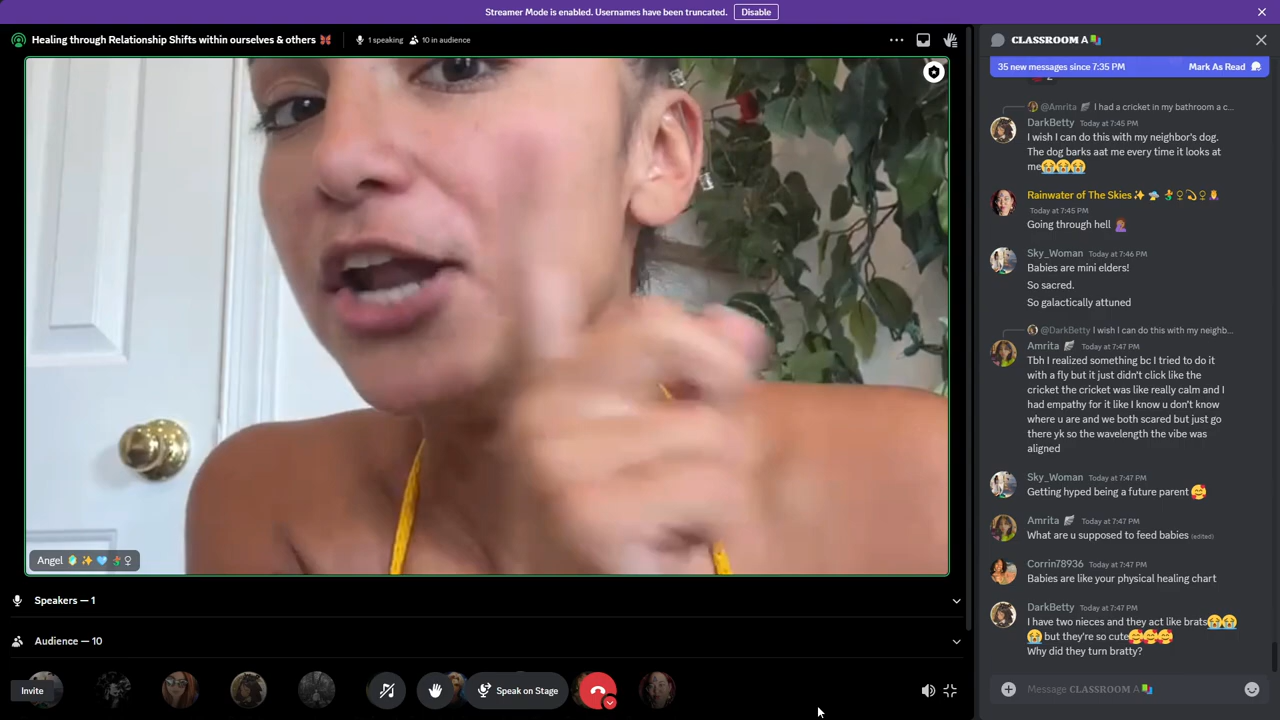 Streamer Mode is enabled. Usernames have been truncated.
Disable
Healing through Relationship Shifts within ourselves & others
1 speaking
10 in audience
Angel
Speakers — 1
Audience — 10
Invite
Speak on Stage
CLASSROOM A
35 new messages since 7:35 PM
Mark As Read
2
@Amrita I had a cricket in my bathroom a c...
DarkBetty Today at 7:45 PM
I wish I can do this with my neighbor's dog.
The dog barks aat me every time it looks at
me😭😭😭
Rainwater of The Skies
Today at 7:45 PM
Going through hell
Sky_Woman Today at 7:46 PM
Babies are mini elders!
So sacred.
So galactically attuned
@DarkBetty I wish I can do this with my neighb...
Amrita Today at 7:47 PM
Tbh I realized something bc I tried to do it
with a fly but it just didn't click like the
cricket the cricket was like really calm and I
had empathy for it like I know u don't know
where u are and we both scared but just go
there yk so the wavelength the vibe was
aligned
Sky_Woman Today at 7:47 PM
Getting hyped being a future parent 🥰
Amrita Today at 7:47 PM
What are u supposed to feed babies (edited)
Corrin78936 Today at 7:47 PM
Babies are like your physical healing chart
DarkBetty Today at 7:47 PM
I have two nieces and they act like brats😭😭
😭 but they're so cute🥰🥰🥰
Why did they turn bratty?
Message CLASSROOM A